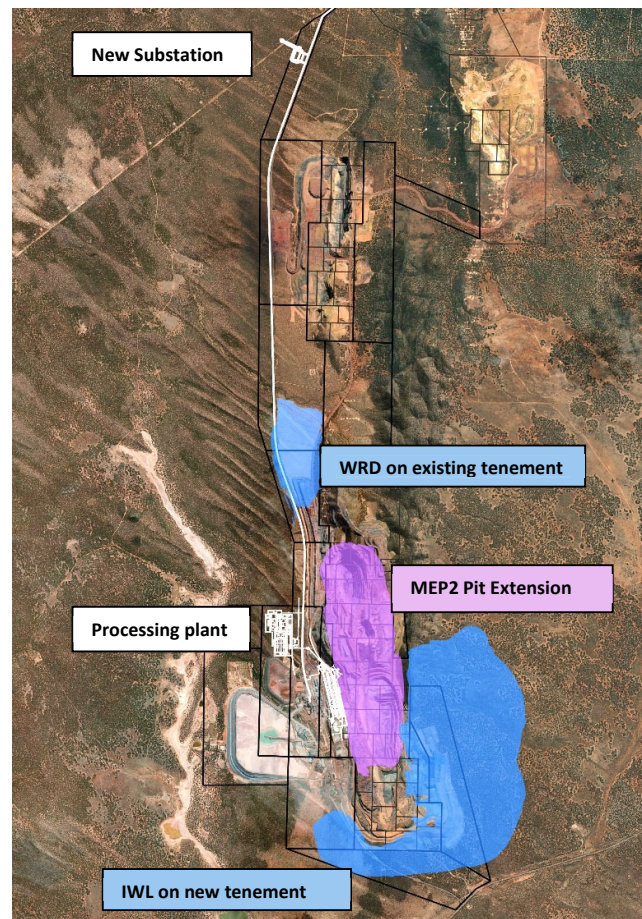 New Substation
WRD on existing tenement
MEP2 Pit Extension
Processing plant
IWL on new tenement